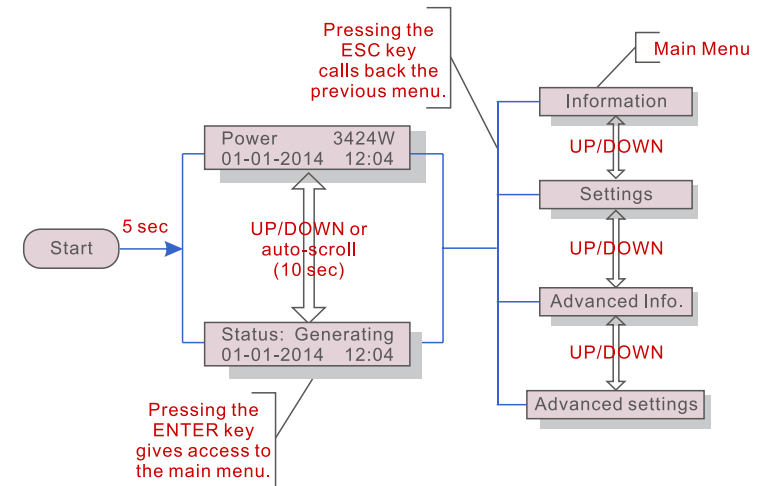 Pressing the
ESC key
calls back the
previous menu.
Main Menu
Information
UP/DOWN
Settings
UP/DOWN
Advanced Info.
UP/DOWN
Advanced settings
Power 3424W
01-01-2014 12:04
5 sec
Start
UP/DOWN or
auto-scroll
(10 sec)
Status: Generating
01-01-2014 12:04
Pressing the
ENTER key
gives access to
the main menu.